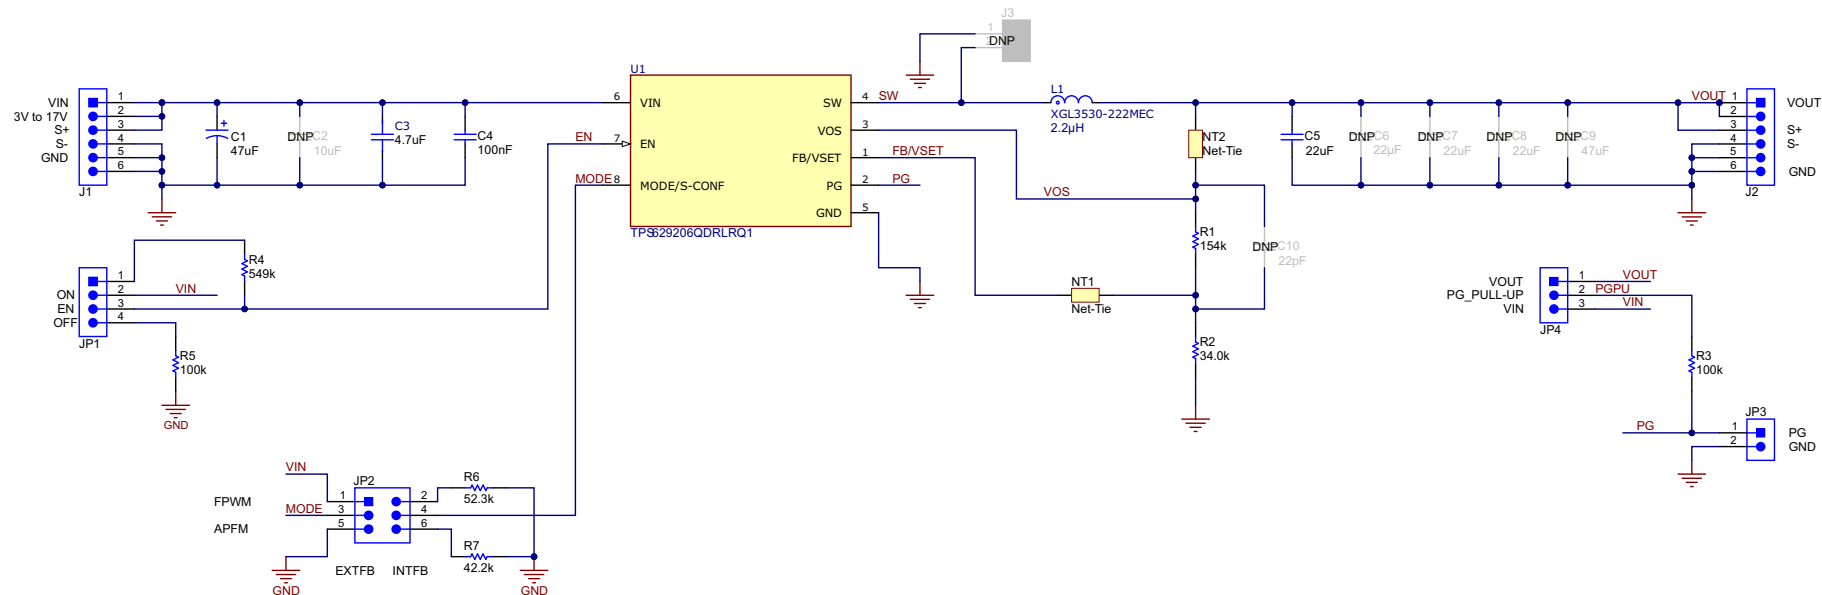 J3
1
DNP
U1
J1
VIN
3V to 17V
S+
S-
GND
1
2
3
4
5
6
+
C1
47uF
DNP
C2
10uF
C3
4.7uF
C4
100nF
EN
MODE
6
7
8
VIN
EN
MODE/S-CONF
SW
VOS
FB/VSET
PG
GND
4
3
1
2
5
TPS629206QDRLRQ1
SW
FB/VSET
PG
VOS
L1
XGL3530-222MEC
2.2µH
NT2
Net-Tie
R1
154k
DNP
C10
22pF
NT1
Net-Tie
R2
34.0k
C5
22uF
DNP
C6
22µF
DNP
C7
22uF
DNP
C8
22uF
DNP
C9
47uF
VOUT
1
2
3
4
5
6
VOUT
S+
S-
GND
J2
ON
EN
OFF
JP1
1
2
3
4
VIN
R4
549k
R5
100k
GND
VOUT
PG_PULL-UP
VIN
JP4
1
2
3
VOUT
PGPU
VIN
R3
100k
PG
JP3
1
2
PG
GND
VIN
FPWM
MODE
APFM
JP2
1
3
5
2
4
6
R6
52.3k
R7
42.2k
GND
EXTFB
INTFB
GND